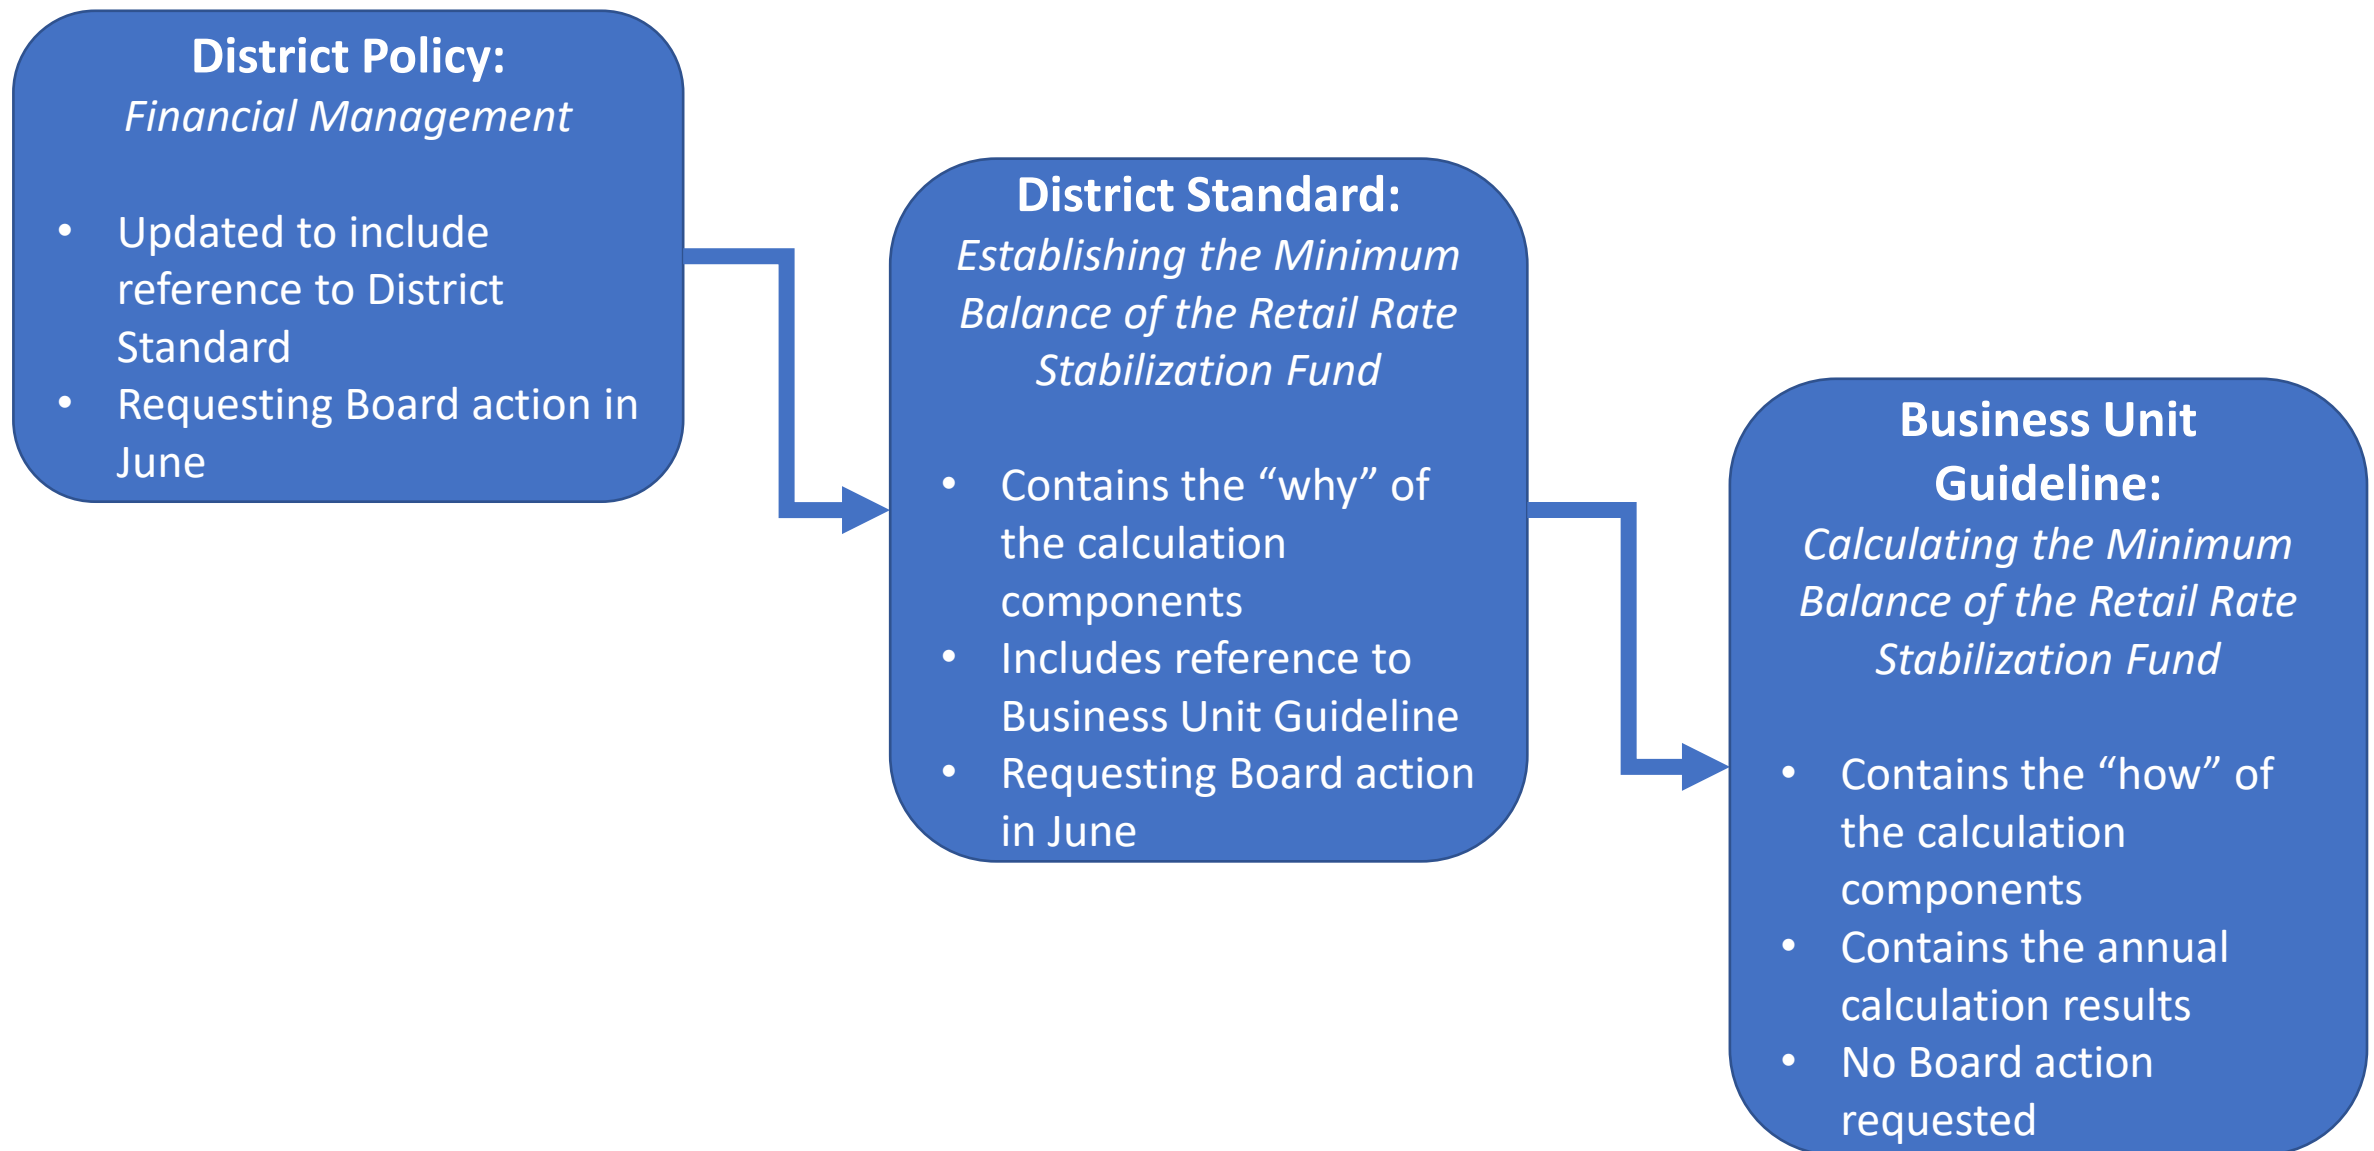 District Policy:
Financial Management
• Updated to include
reference to District
Standard
• Requesting Board action in
June
District Standard:
Establishing the Minimum
Balance of the Retail Rate
Stabilization Fund
• Contains the “why” of
the calculation
components
• Includes reference to
Business Unit Guideline
• Requesting Board action
in June
Business Unit
Guideline:
Calculating the Minimum
Balance of the Retail Rate
Stabilization Fund
• Contains the “how” of
the calculation
components
• Contains the annual
calculation results
• No Board action
requested